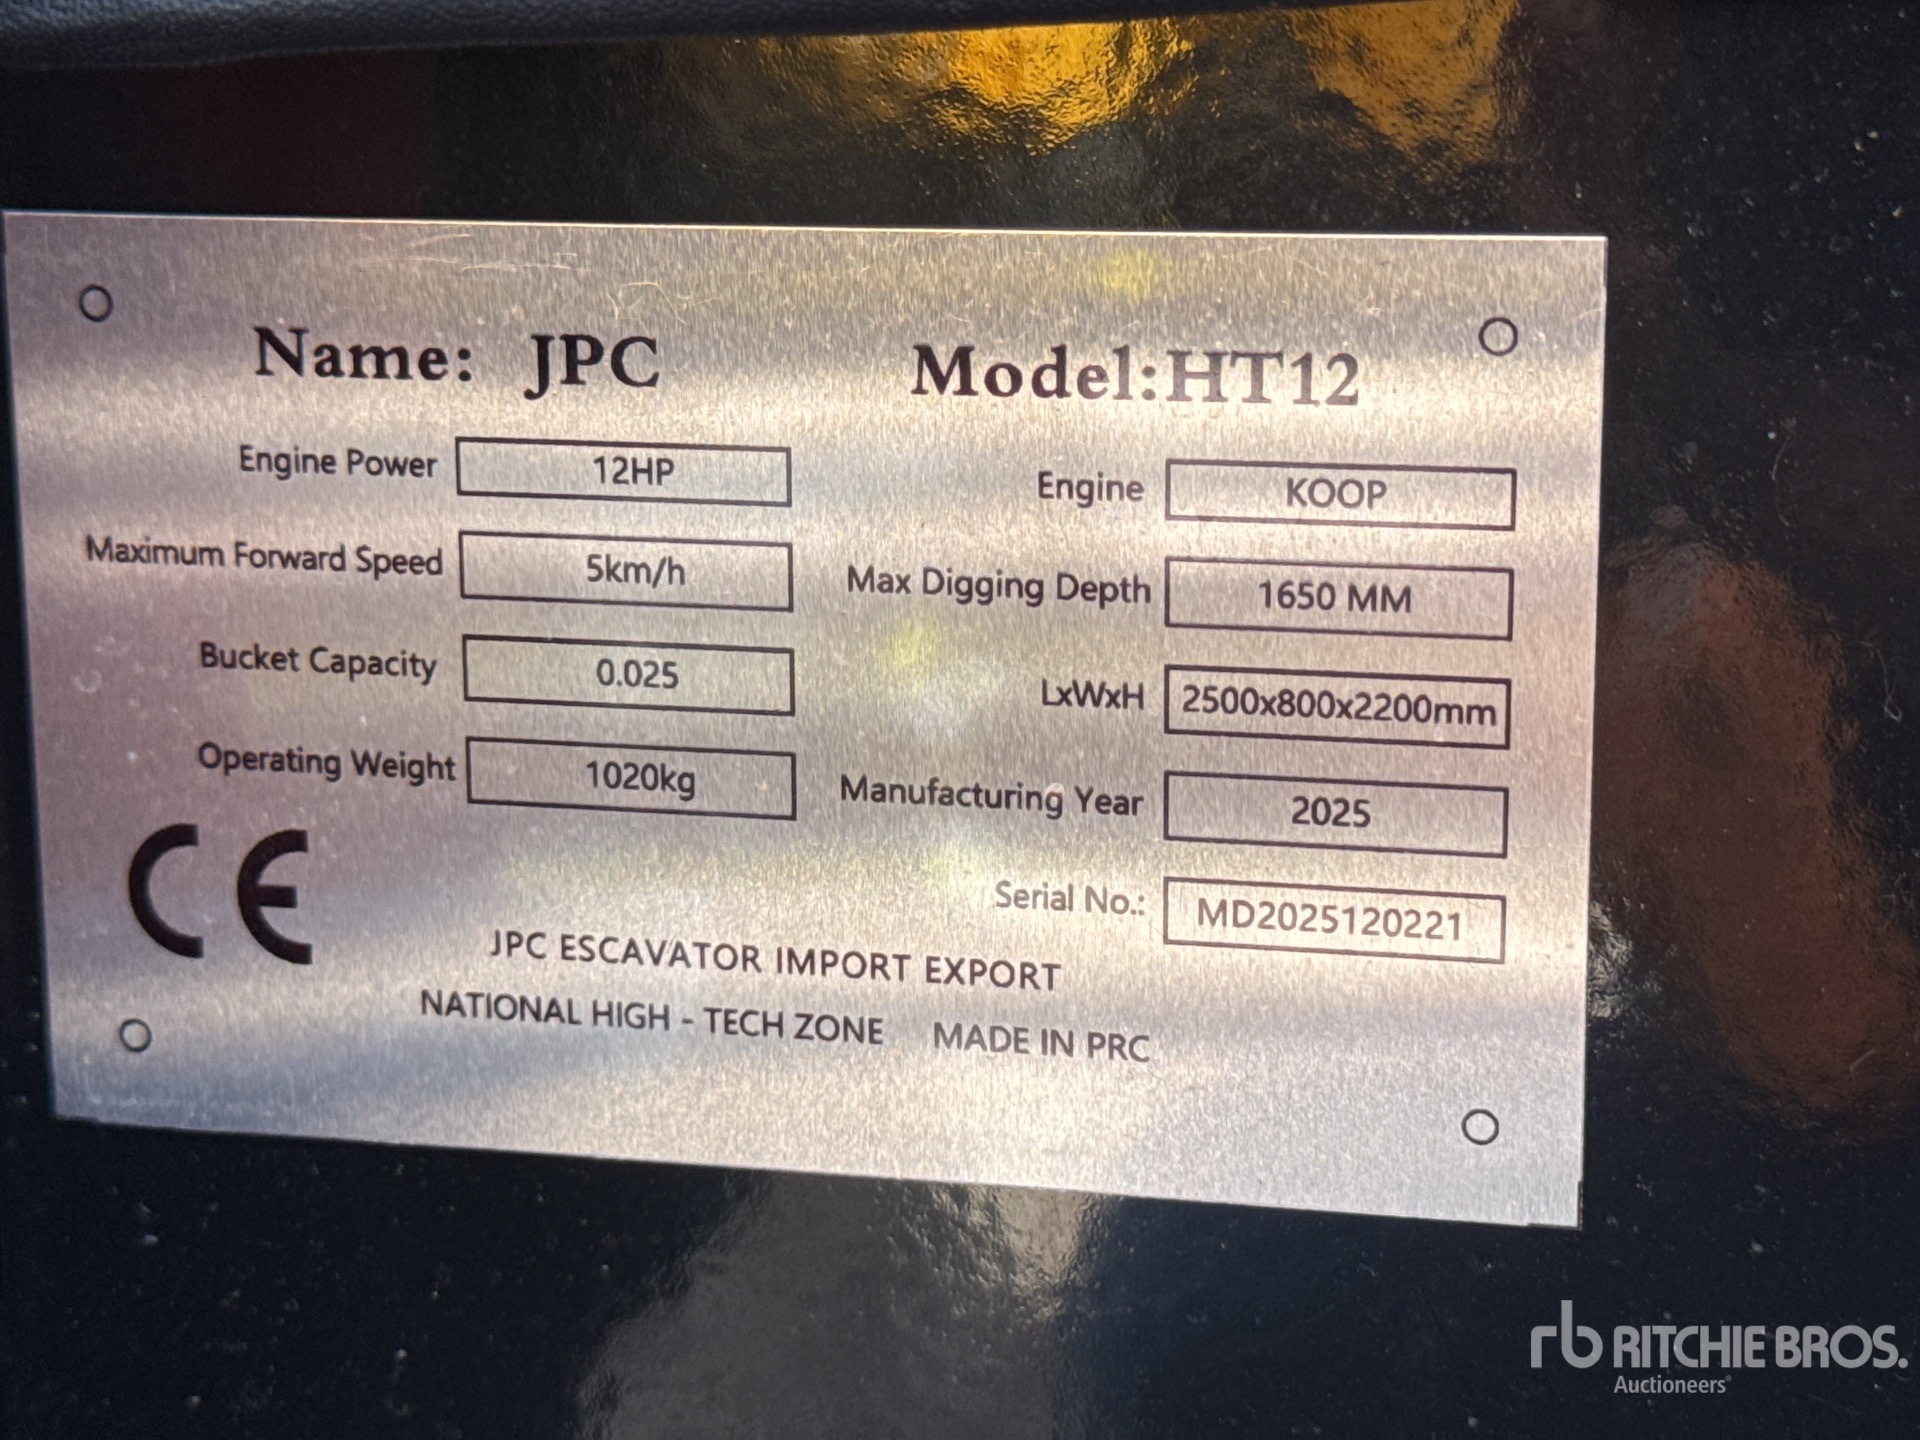 Name: JPC Model:HT12
Engine Power 12HP Engine KOOP
Maximum Forward Speed 5km/h Max Digging Depth 1650 MM
Bucket Capacity 0.025 LxWxH 2500x800x2200mm
Operating Weight 1020kg Manufacturing Year 2025
CE Serial No.: MD2025120221
JPC ESCAVATOR IMPORT EXPORT
NATIONAL HIGH - TECH ZONE MADE IN PRC
rb RITCHIE BROS.
Auctioneers®